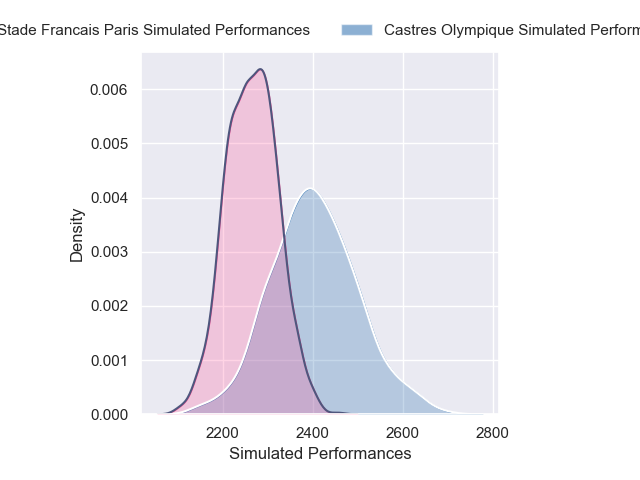 Stade Francais Paris Simulated Performances Castres Olympique Simulated
0.006
0.005
0.004
0.003
0.002
0.001
0.000
Density
2200 2400 2600 2800
Simulated Performances